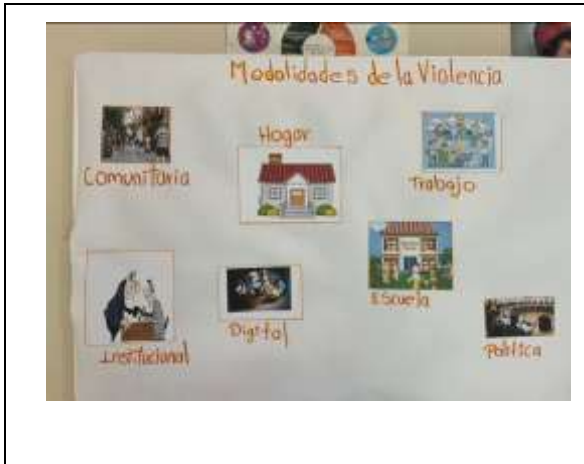 Modalidades de la Violencia
Comunitaria
Hogar
Trabajo
Escuela
Institucional
Digital
Política